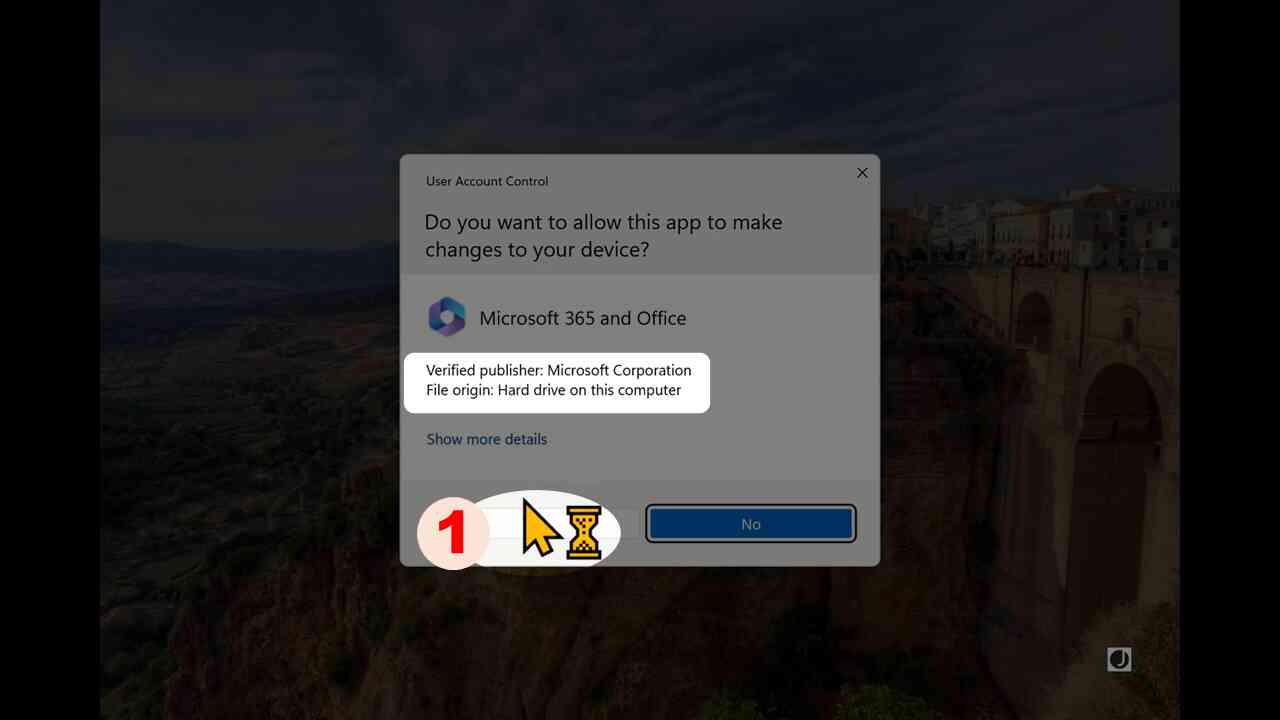 User Account Control
Do you want to allow this app to make
changes to your device?
Microsoft 365 and Office
Verified publisher: Microsoft Corporation
File origin: Hard drive on this computer
Show more details
1
No
J